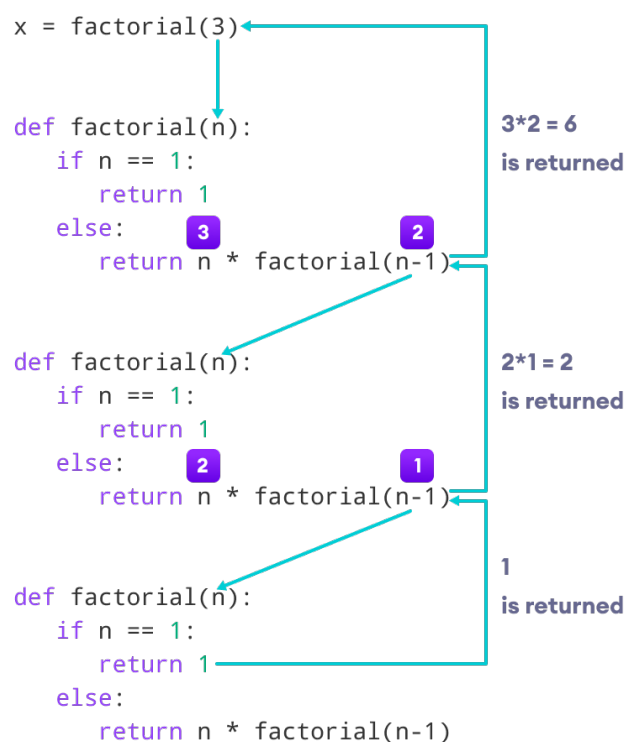 x = factorial(3)
def factorial(n):
3*2 = 6
if n == 1:
is returned
return 1
else:
3
2
return n * factorial(n-1)
def factorial(n):
2*1 = 2
if n == 1:
is returned
return 1
else:
2
1
return n * factorial(n-1)
1
def factorial(n):
is returned
if n == 1:
return 1
else:
return n * factorial(n-1)